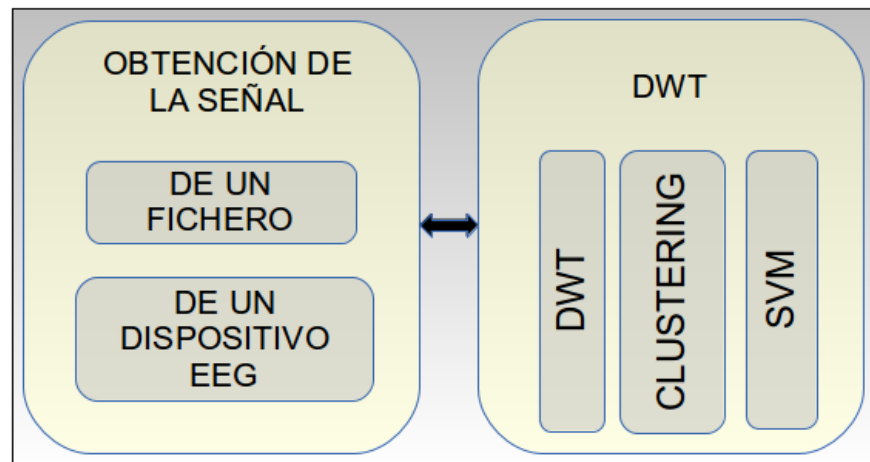 OBTENCIÓN DE
LA SEÑAL
DE UN
FICHERO
DE UN
DISPOSITIVO
EEG
DWT
DWT
CLUSTERING
SVM